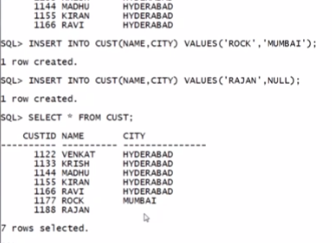 1144 MADHU HYDERABAD
1155 KIRAN HYDERABAD
1166 RAVI HYDERABAD
SQL> INSERT INTO CUST(NAME,CITY) VALUES('ROCK','MUMBAI');
1 row created.
SQL> INSERT INTO CUST(NAME,CITY) VALUES('RAJAN',NULL);
1 row created.
SQL> SELECT * FROM CUST;
CUSTID NAME CITY
---------- --------------- ---------------
1122 VENKAT HYDERABAD
1133 KRISH HYDERABAD
1144 MADHU HYDERABAD
1155 KIRAN HYDERABAD
1166 RAVI HYDERABAD
1177 ROCK MUMBAI
1188 RAJAN
7 rows selected.